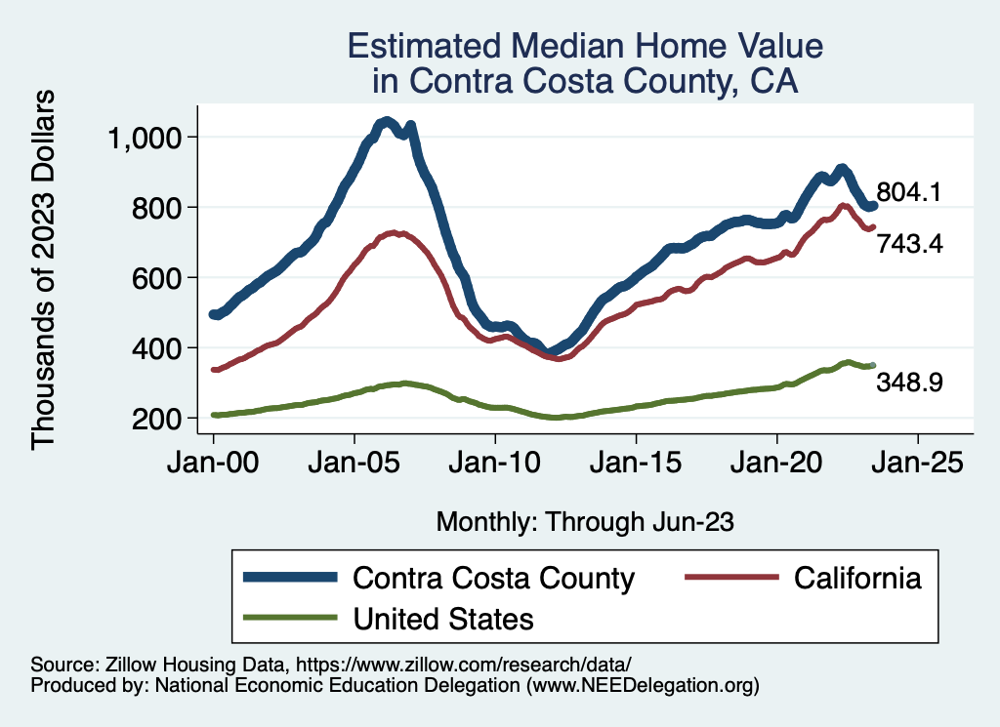 Estimated Median Home Value
in Contra Costa County, CA
Thousands of 2023 Dollars
1,000
800
600
400
200
804.1
743.4
348.9
Jan-00 Jan-05 Jan-10 Jan-15 Jan-20 Jan-25
Monthly: Through Jun-23
Contra Costa County California
United States
Source: Zillow Housing Data, https://www.zillow.com/research/data/
Produced by: National Economic Education Delegation (www.NEEDelegation.org)